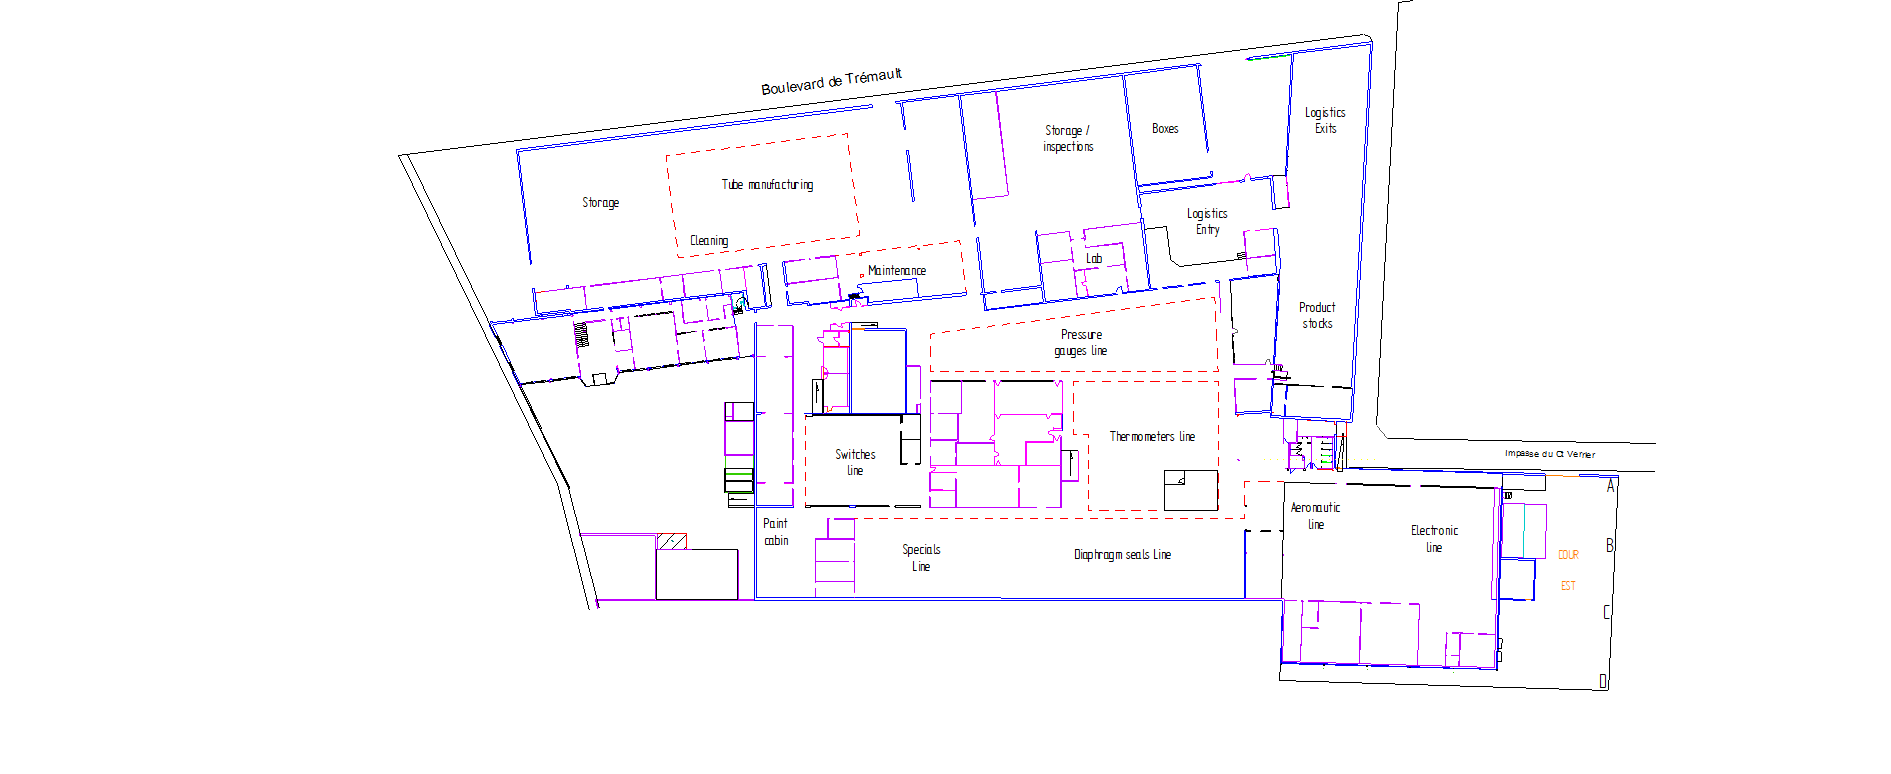 Boulevard de Trémault
Logistics
Exits
Storage /
inspections
Boxes
Tube manufacturing
Storage
Logistics
Entry
Cleaning
Lab
Maintenance
Product
stocks
Pressure
gauges line
Thermometers line
Switches
line
Impasse du Ct Verrier
A
Aeronautic
line
Paint
cabin
Electronic
line
B
Specials
Line
Diaphragm seals Line
COUR
EST
C
D